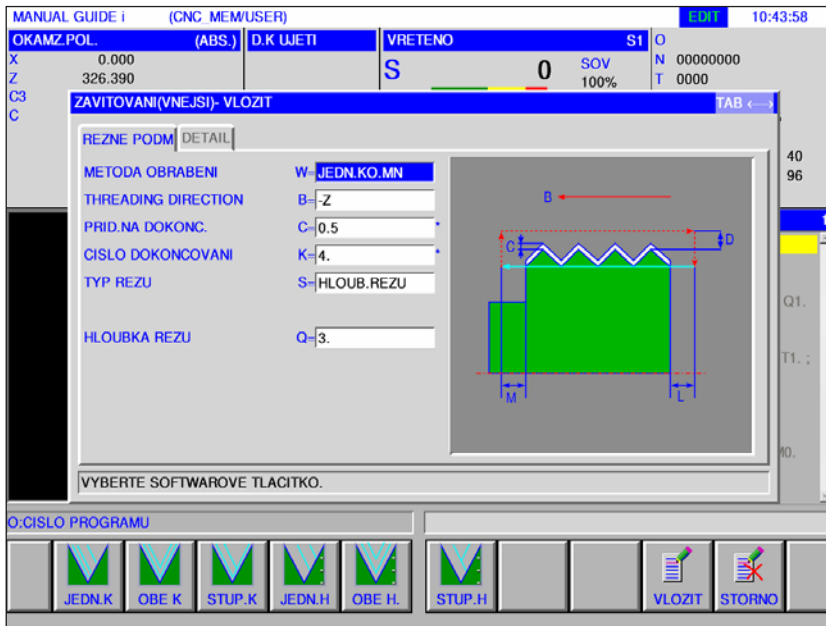 MANUAL GUIDE i (CNC_MEM/USER) EDIT 10:43:58
OKAMZ.POL. (ABS.) D.K UJETI VRETENO S1 O
X 0.000 S 0 SOV 100% N 00000000
Z 326.390 T 0000
C3
C
ZAVITOVANI(VNEJSI)- VLOZIT TAB
REZNE PODM DETAIL
METODA OBRABENI W= JEDN.KO.MN
THREADING DIRECTION B= -Z
PRID.NA DOKONC. C= 0.5 *
CISLO DOKONCOVANI K= 4. *
TYP REZU S= HLOUB.REZU
HLOUBKA REZU Q= 3.
B
C D
M L
40
96
Q1.
T1. ;
M0.
VYBERTE SOFTWAROVE TLACITKO.
O:CISLO PROGRAMU
JEDN.K OBE K STUP.K JEDN.H OBE H. STUP.H VLOZIT STORNO